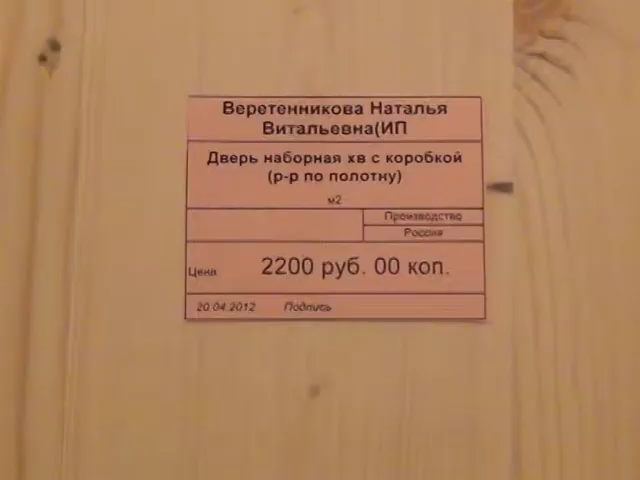 Веретенникова Наталья
Витальевна(ИП
Дверь наборная хв с коробкой
(р-р по полотну)
м2
Производство
Россия
Цена 2200 руб. 00 коп.
20.04.2012 Подпись